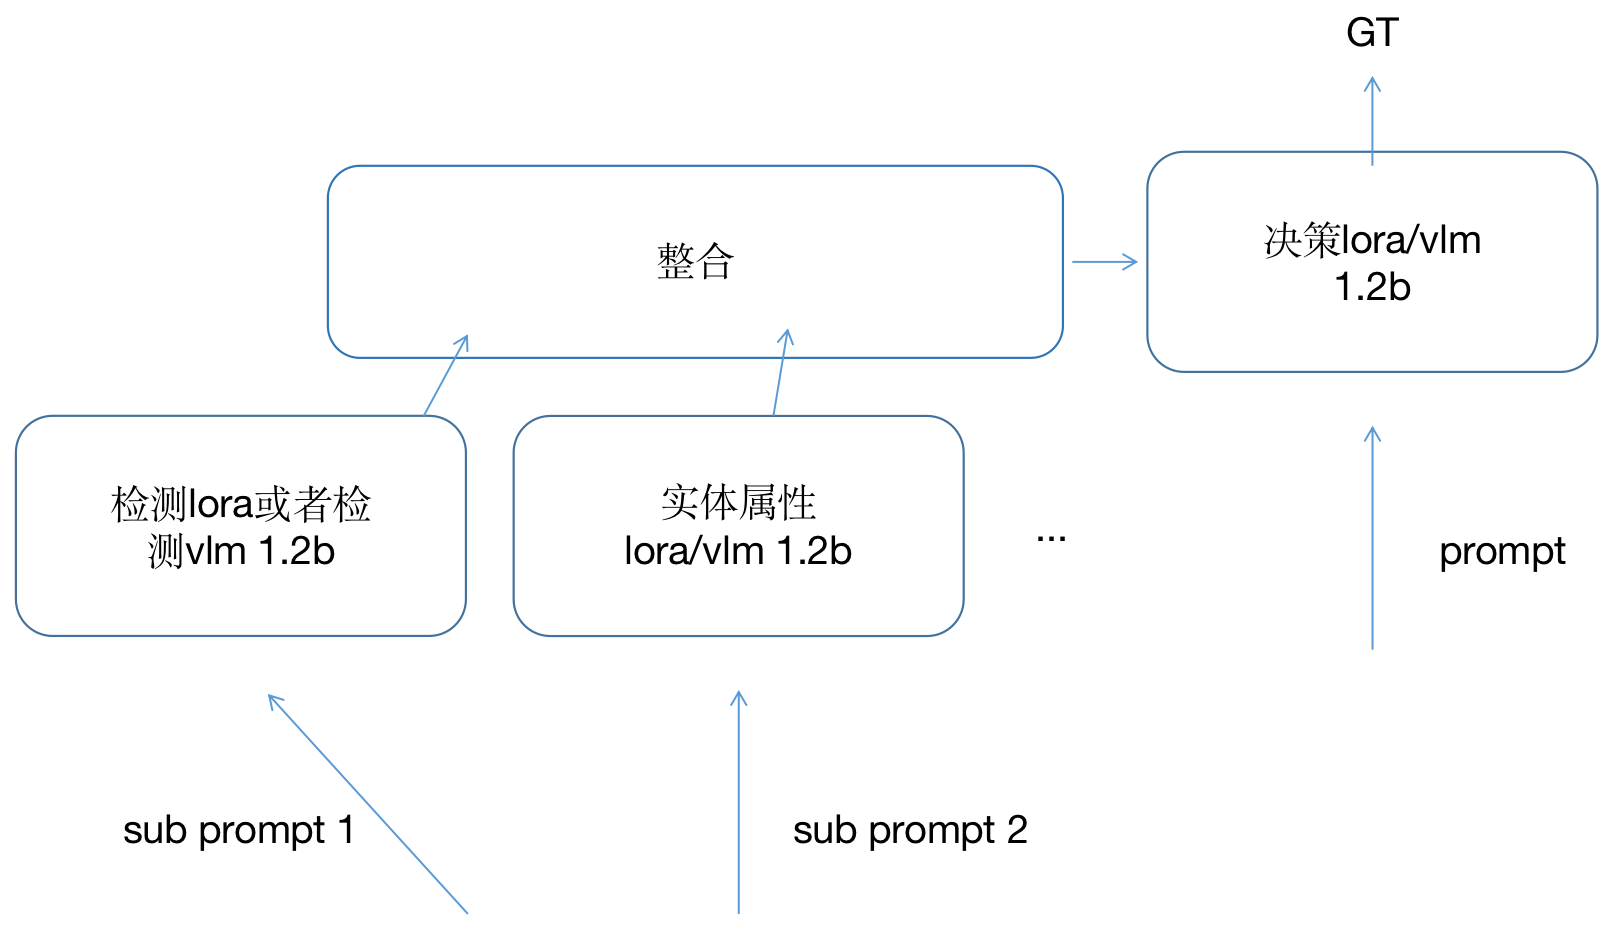 GT
整合
决策lora/vlm
1.2b
检测lora或者检
测vlm 1.2b
实体属性
lora/vlm 1.2b
...
prompt
sub prompt 1
sub prompt 2